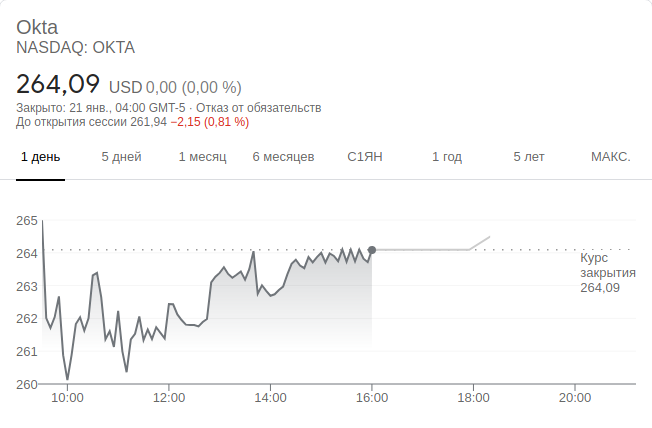 Okta
NASDAQ: OKTA
264,09 USD 0,00 (0,00 %)
Закрыто: 21 янв., 04:00 GMT-5 · Отказ от обязательств
До открытия сессии 261,94 −2,15 (0,81 %)
1 день 5 дней 1 месяц 6 месяцев С1ЯН 1 год 5 лет МАКС.
265
264
263
262
261
260
Курс
закрытия
264,09
10:00 12:00 14:00 16:00 18:00 20:00